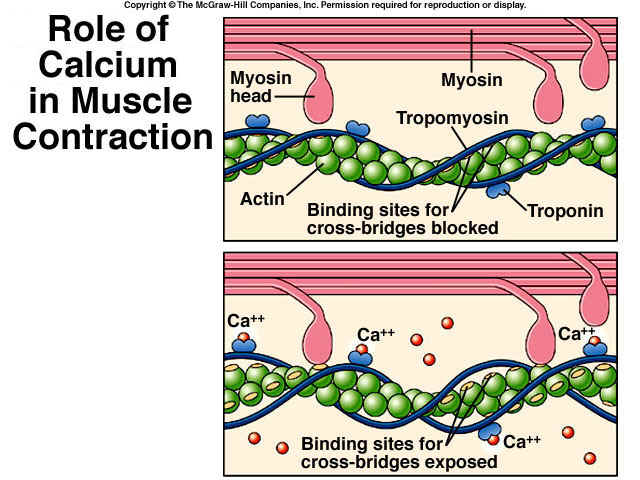 Copyright © The McGraw-Hill Companies, Inc. Permission required for reproduction or display.
Role of
Calcium
in Muscle
Contraction
Myosin
head
Myosin
Tropomyosin
Actin
Binding sites for
cross-bridges blocked
Troponin
Ca++
Ca++
Ca++
Binding sites for
cross-bridges exposed
Ca++